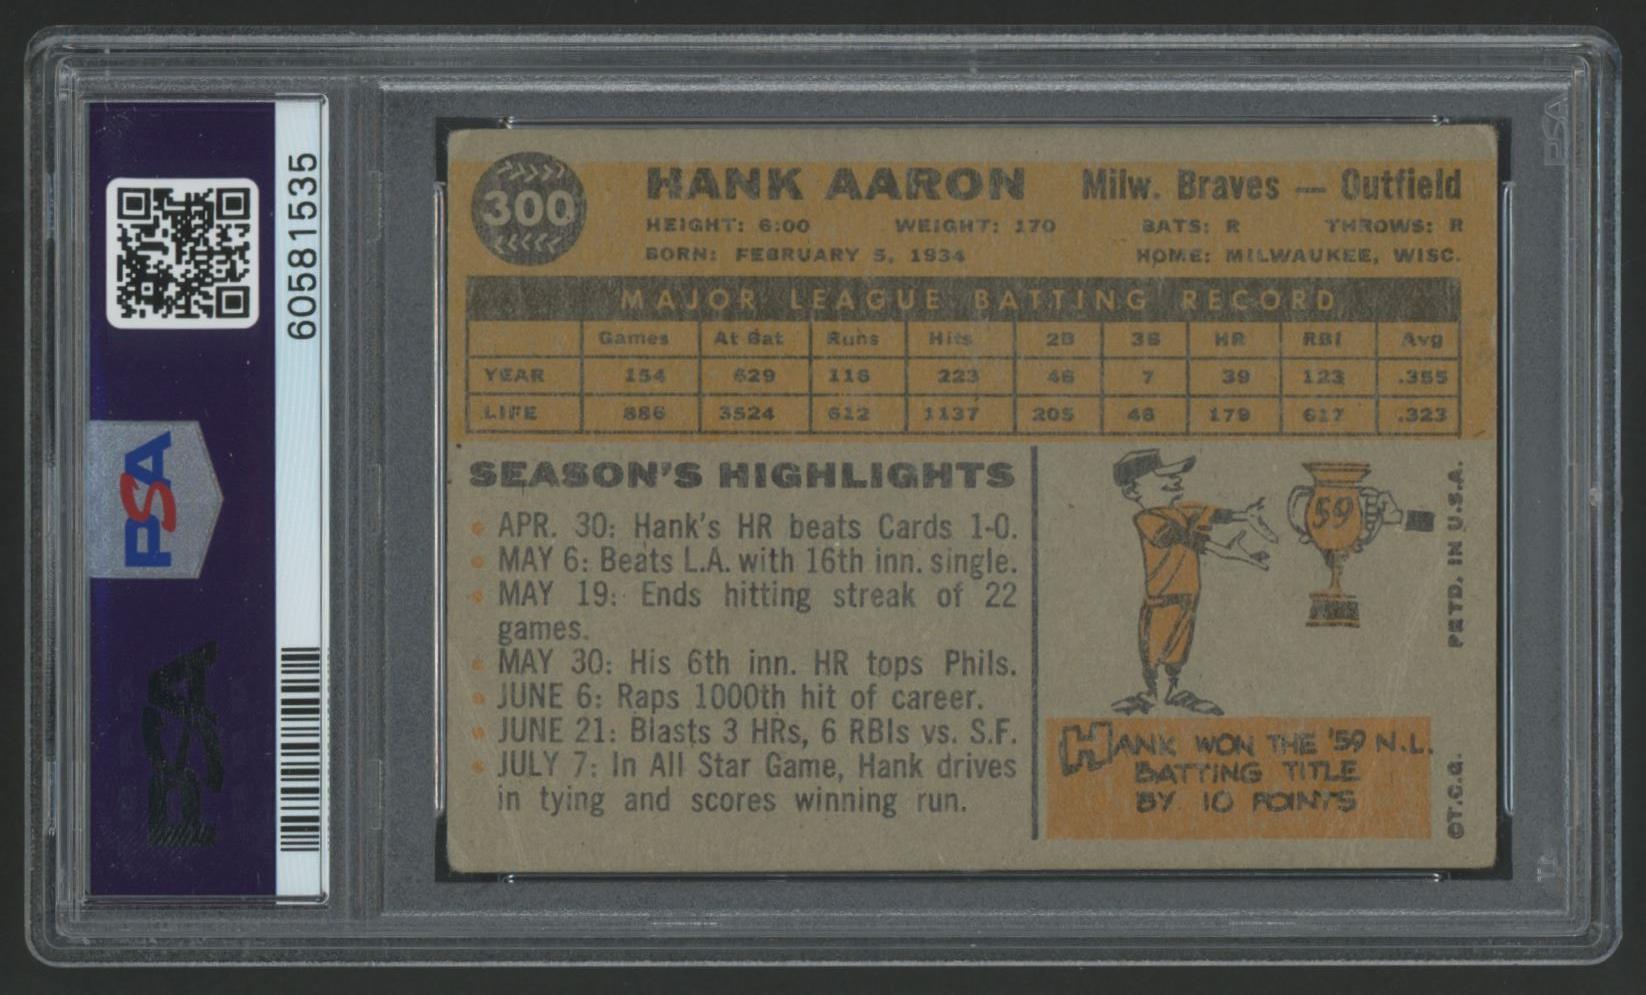 60581535
PSA
PSA
PSA
300
HANK AARON Milw. Braves — Outfield
HEIGHT: 6:00 WEIGHT: 170 BATS: R THROWS: R
BORN: FEBRUARY 5, 1934 HOME: MILWAUKEE, WISC.
MAJOR LEAGUE BATTING RECORD
Games At Bat Runs Hits 2B 3B HR RBI Avg
YEAR 154 629 116 223 46 7 39 123 .355
LIFE 886 3524 612 1137 205 46 179 617 .323
SEASON'S HIGHLIGHTS
• APR. 30: Hank's HR beats Cards 1-0.
• MAY 6: Beats L.A. with 16th inn. single.
• MAY 19: Ends hitting streak of 22
games.
• MAY 30: His 6th inn. HR tops Phils.
• JUNE 6: Raps 1000th hit of career.
• JUNE 21: Blasts 3 HRs, 6 RBIs vs. S.F.
• JULY 7: In All Star Game, Hank drives
in tying and scores winning run.
59
HANK WON THE '59 N.L.
BATTING TITLE
BY 10 POINTS
©T.C.G. PRTD. IN U.S.A.